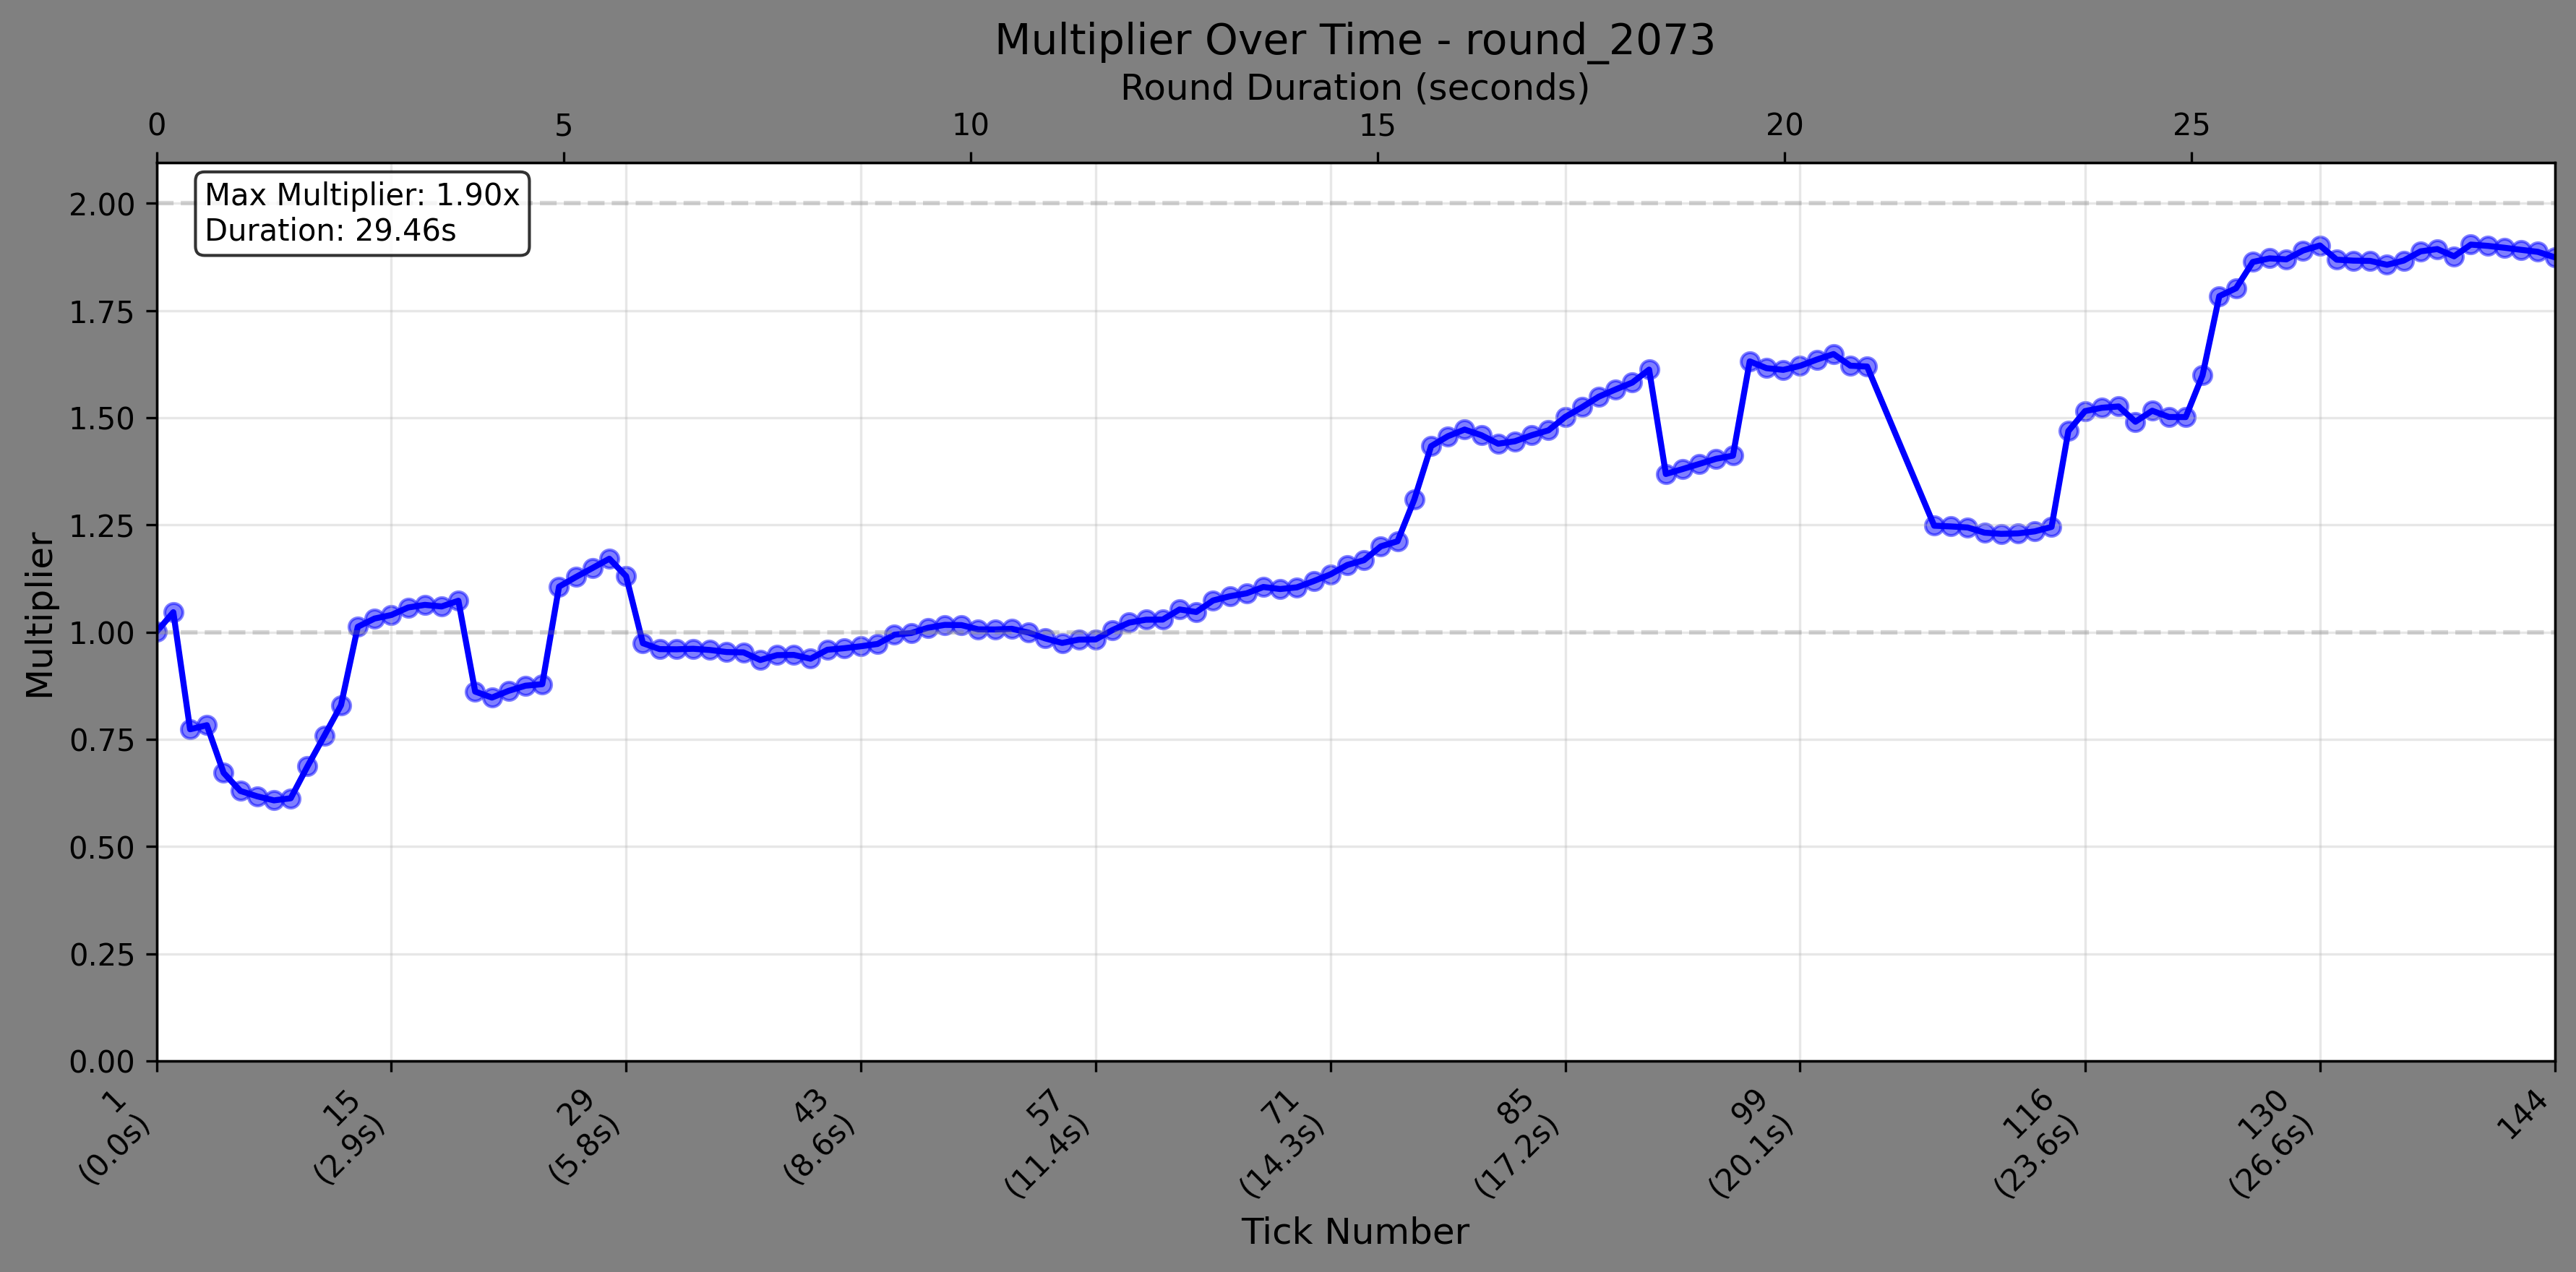 Multiplier Over Time - round_2073
Round Duration (seconds)
0 5 10 15 20 25
Max Multiplier: 1.90x
Duration: 29.46s
2.00
1.75
1.50
1.25
1.00
0.75
0.50
0.25
0.00
Multiplier
1
(0.0s)
15
(2.9s)
29
(5.8s)
43
(8.6s)
57
(11.4s)
71
(14.3s)
85
(17.2s)
99
(20.1s)
116
(23.6s)
130
(26.6s)
144
Tick Number